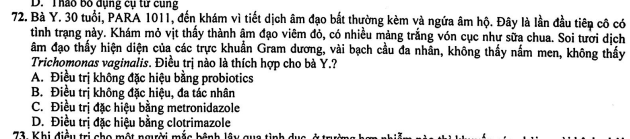 D. Tháo bỏ dụng cụ tử cung
72. Bà Y. 30 tuổi, PARA 1011, đến khám vì tiết dịch âm đạo bất thường kèm và ngứa âm hộ. Đây là lần đầu tiên cô có
tình trạng này. Khám mỏ vịt thấy thành âm đạo viêm đỏ, có nhiều mảng trắng vón cục như sữa chua. Soi tươi dịch
âm đạo thấy hiện diện của các trực khuẩn Gram dương, vài bạch cầu đa nhân, không thấy nấm men, không thấy
Trichomonas vaginalis. Điều trị nào là thích hợp cho bà Y.?
A. Điều trị không đặc hiệu bằng probiotics
B. Điều trị không đặc hiệu, đa tác nhân
C. Điều trị đặc hiệu bằng metronidazole
D. Điều trị đặc hiệu bằng clotrimazole
73. Khi điều trị cho một người mắc bệnh lây qua tình dục, ở trường hợp nhiễm